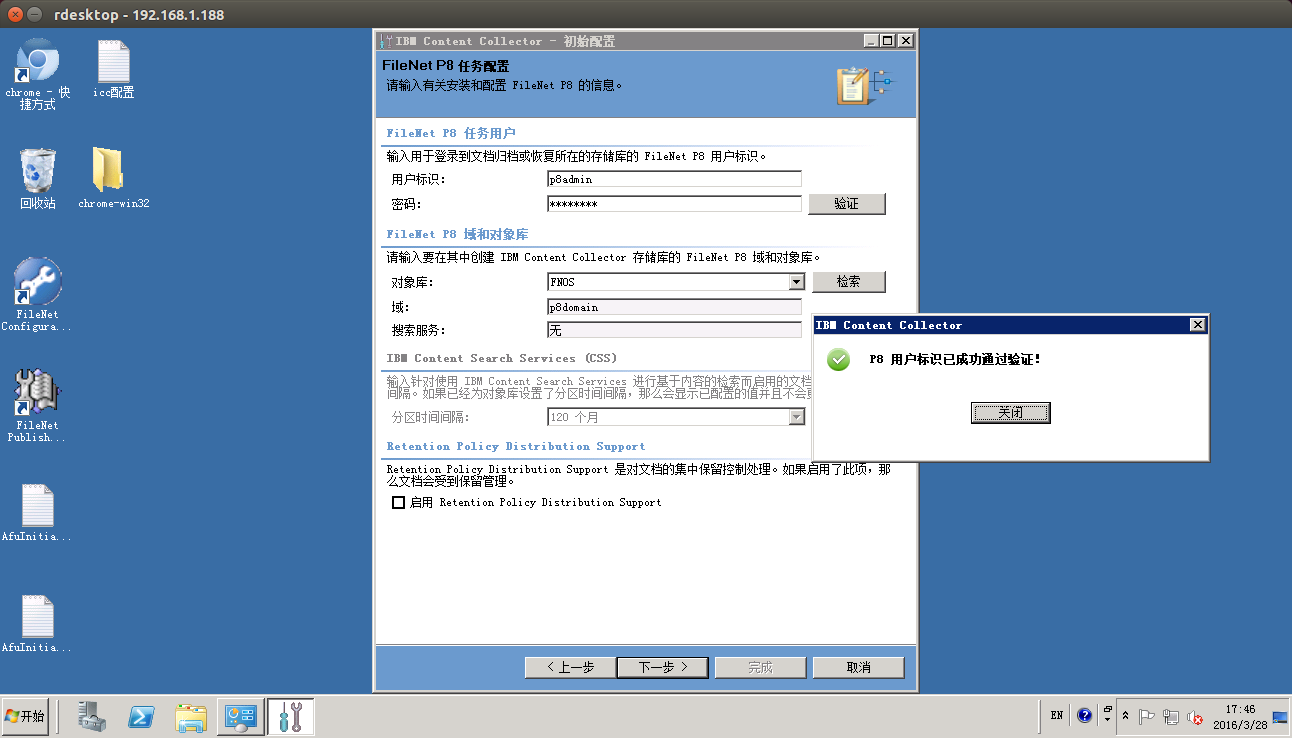 rdesktop - 192.168.1.188
chrome - 快
捷方式
icc配置
回收站
chrome-win32
FileNet
Configura...
FileNet
Publish...
AfuInitia...
AfuInitia...
IBM Content Collector - 初始配置
FileNet P8 任务配置
请输入有关安装和配置 FileNet P8 的信息。
FileNet P8 任务用户
输入用于登录到文档归档或恢复所在的存储库的 FileNet P8 用户标识。
用户标识：
p8admin
密码：
********
验证
FileNet P8 域和对象库
请输入要在其中创建 IBM Content Collector 存储库的 FileNet P8 域和对象库。
对象库：
FNOS
检索
域：
p8domain
搜索服务：
无
IBM Content Search Services (CSS)
输入针对使用 IBM Content Search Services 进行基于内容的检索而启用的文档
间隔。如果已经为对象库设置了分区时间间隔，那么会显示已配置的值并且不会
分区时间间隔：
120 个月
Retention Policy Distribution Support
Retention Policy Distribution Support 是对文档的集中保留控制处理。如果启用了此项，那
么文档会受到保留管理。
启用 Retention Policy Distribution Support
< 上一步
下一步 >
完成
取消
IBM Content Collector
P8 用户标识已成功通过验证！
关闭
开始
EN
17:46
2016/3/28